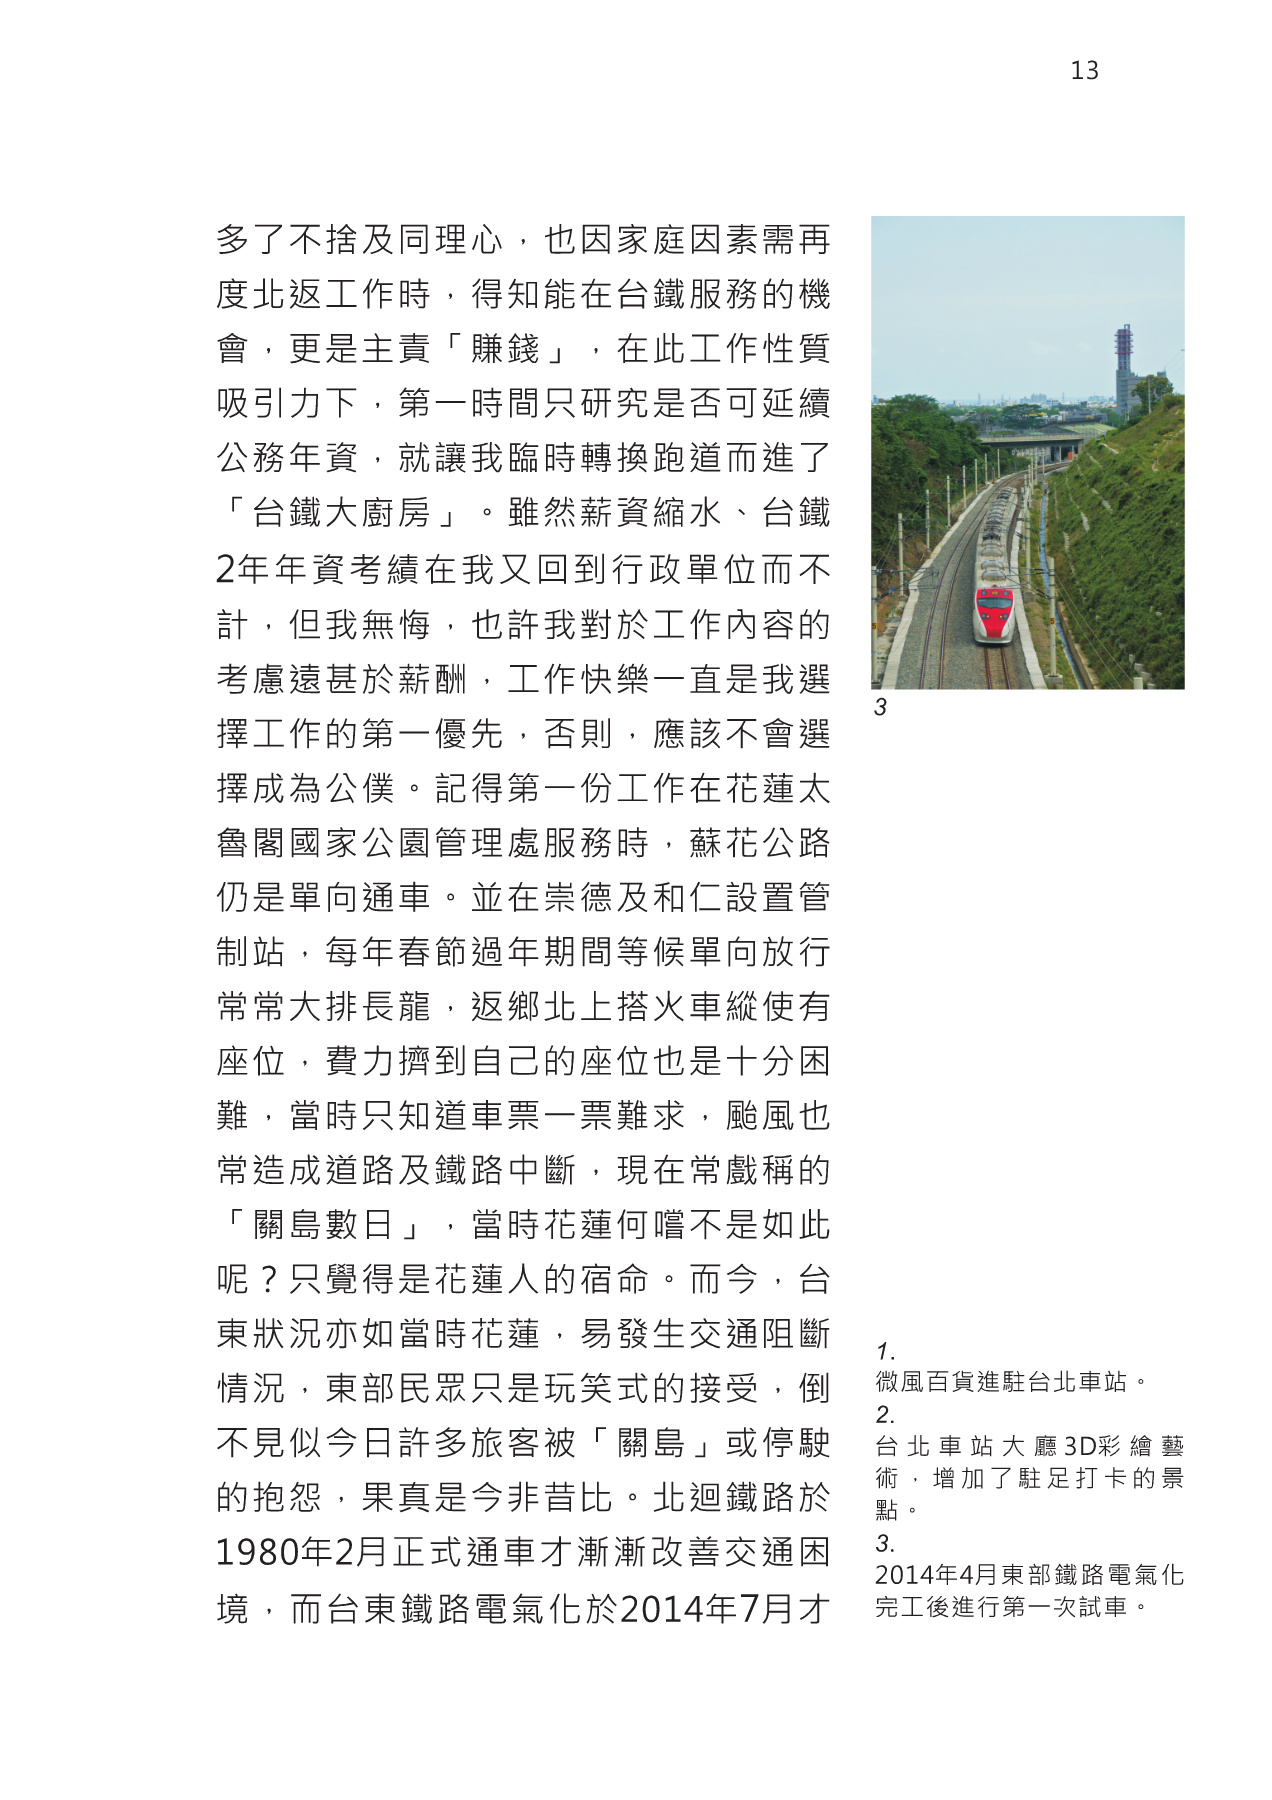 13
多了不捨及同理心，也因家庭因素需再
度北返工作時，得知能在台鐵服務的機
會，更是主責「賺錢」，在此工作性質
吸引力下，第一時間只研究是否可延續
公務年資，就讓我臨時轉換跑道而進了
「台鐵大廚房」。雖然薪資縮水、台鐵
2年年資考績在我又回到行政單位而不
計，但我無悔，也許我對於工作內容的
考慮遠甚於薪酬，工作快樂一直是我選
擇工作的第一優先，否則，應該不會選
擇成為公僕。記得第一份工作在花蓮太
魯閣國家公園管理處服務時，蘇花公路
仍是單向通車。並在崇德及和仁設置管
制站，每年春節過年期間等候單向放行
常常大排長龍，返鄉北上搭火車縱使有
座位，費力擠到自己的座位也是十分困
難，當時只知道車票一票難求，颱風也
常造成道路及鐵路中斷，現在常戲稱的
「關島數日」，當時花蓮何嚐不是如此
呢？只覺得是花蓮人的宿命。而今，台
東狀況亦如當時花蓮，易發生交通阻斷
情況，東部民眾只是玩笑式的接受，倒
不見似今日許多旅客被「關島」或停駛
的抱怨，果真是今非昔比。北迴鐵路於
1980年2月正式通車才漸漸改善交通困
境，而台東鐵路電氣化於2014年7月才
3
1.
微風百貨進駐台北車站。
2.
台北車站大廳3D彩繪藝
術，增加了駐足打卡的景
點。
3.
2014年4月東部鐵路電氣化
完工後進行第一次試車。